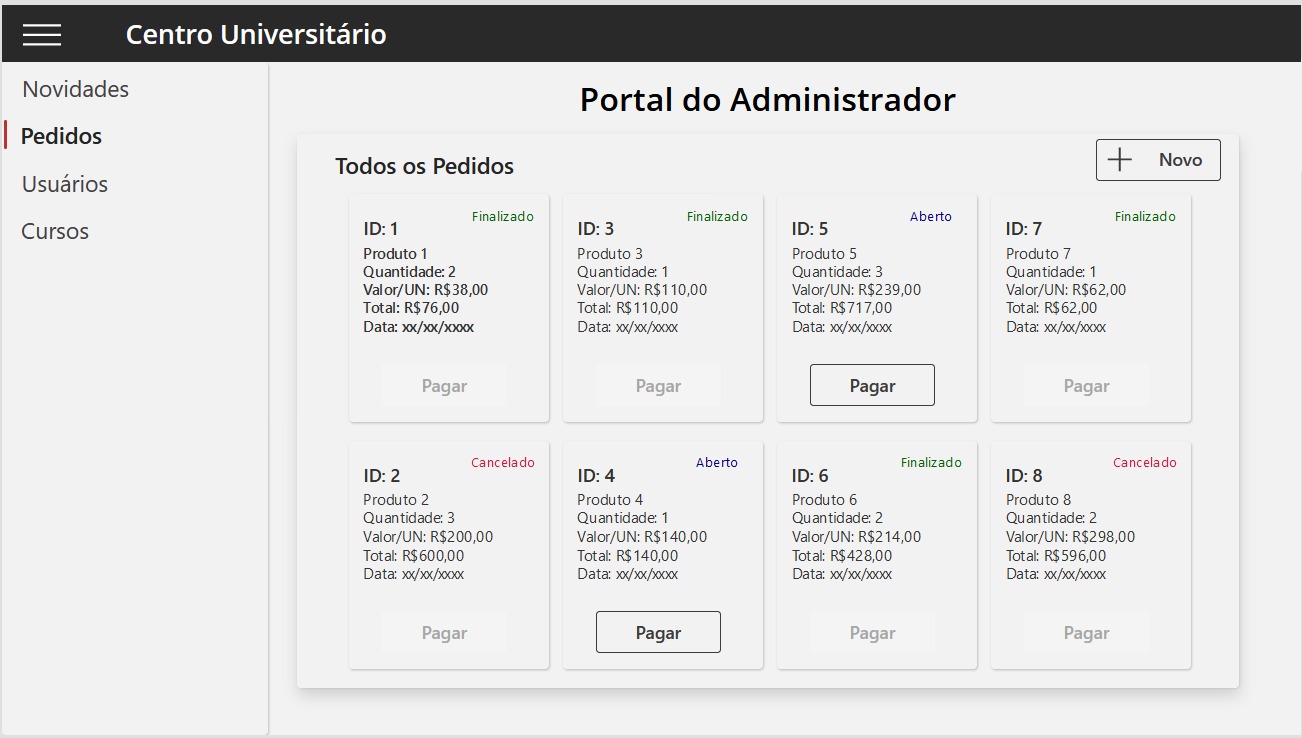 Centro Universitário
Novidades
Pedidos
Usuários
Cursos
Portal do Administrador
Todos os Pedidos
Novo
Finalizado
ID: 1
Produto 1
Quantidade: 2
Valor/UN: R$38,00
Total: R$76,00
Data: xx/xx/xxxx
Pagar
Finalizado
ID: 3
Produto 3
Quantidade: 1
Valor/UN: R$110,00
Total: R$110,00
Data: xx/xx/xxxx
Pagar
Aberto
ID: 5
Produto 5
Quantidade: 3
Valor/UN: R$239,00
Total: R$717,00
Data: xx/xx/xxxx
Pagar
Finalizado
ID: 7
Produto 7
Quantidade: 1
Valor/UN: R$62,00
Total: R$62,00
Data: xx/xx/xxxx
Pagar
Cancelado
ID: 2
Produto 2
Quantidade: 3
Valor/UN: R$200,00
Total: R$600,00
Data: xx/xx/xxxx
Pagar
Aberto
ID: 4
Produto 4
Quantidade: 1
Valor/UN: R$140,00
Total: R$140,00
Data: xx/xx/xxxx
Pagar
Finalizado
ID: 6
Produto 6
Quantidade: 2
Valor/UN: R$214,00
Total: R$428,00
Data: xx/xx/xxxx
Pagar
Cancelado
ID: 8
Produto 8
Quantidade: 2
Valor/UN: R$298,00
Total: R$596,00
Data: xx/xx/xxxx
Pagar